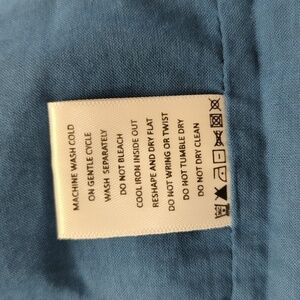 MACHINE WASH COLD
ON GENTLE CYCLE
WASH SEPARATELY
DO NOT BLEACH
COOL IRON INSIDE OUT
RESHAPE AND DRY FLAT
DO NOT WRING OR TWIST
DO NOT TUMBLE DRY
DO NOT DRY CLEAN